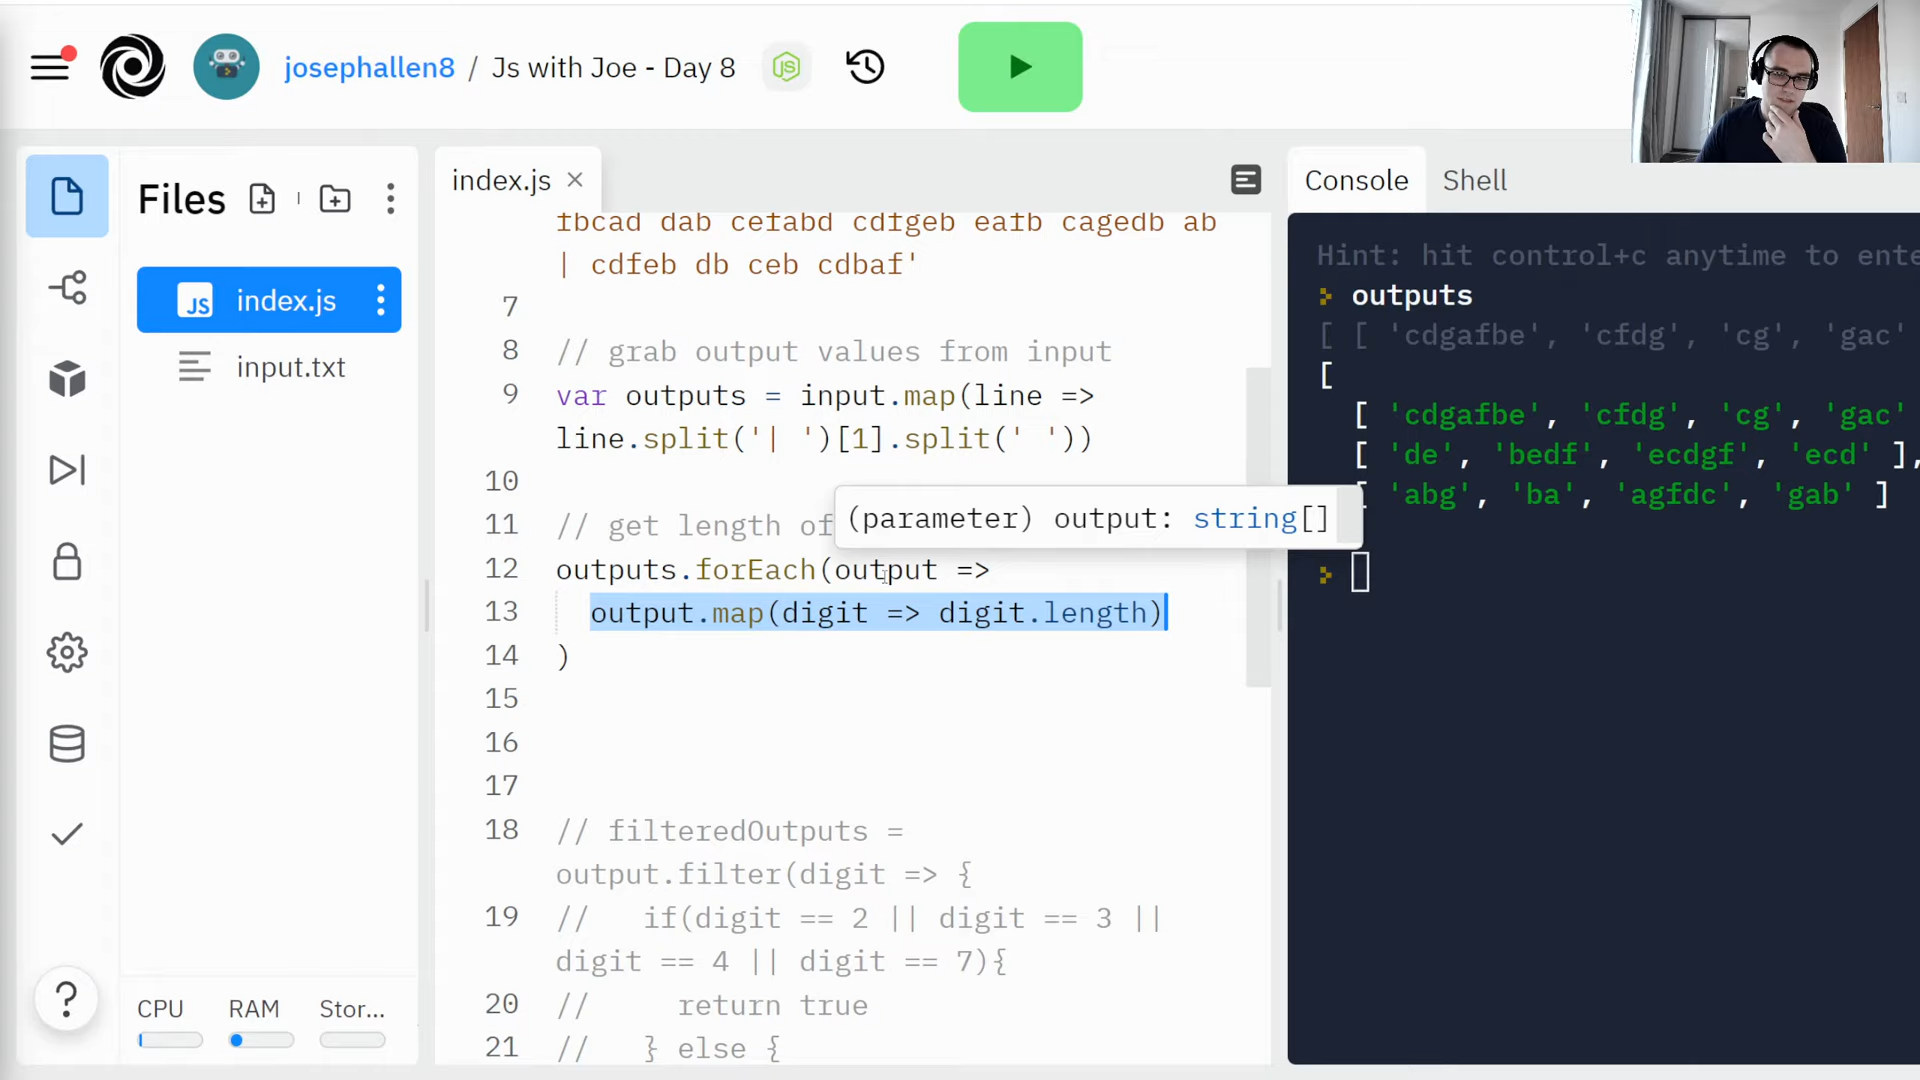 josephallen8 / Js with Joe - Day 8
Files
index.js
input.txt
CPU RAM Stor...
index.js
fbcad dab cefabd cdfgeb eafb cagedb ab
| cdfeb db ceb cdbaf'
7
8 // grab output values from input
9 var outputs = input.map(line =>
line.split('| ')[1].split(' '))
10
(parameter) output: string[]
11 // get length of
12 outputs.forEach(output =>
13 output.map(digit => digit.length)
14 )
15
16
17
18 // filteredOutputs =
output.filter(digit => {
19 // if(digit == 2 || digit == 3 ||
digit == 4 || digit == 7){
20 // return true
21 // } else {
Console Shell
Hint: hit control+c anytime to ente
> outputs
[ [ 'cdgafbe', 'cfdg', 'cg', 'gac'
[
[ 'cdgafbe', 'cfdg', 'cg', 'gac'
[ 'de', 'bedf', 'ecdgf', 'ecd' ],
[ 'abg', 'ba', 'agfdc', 'gab' ]
>